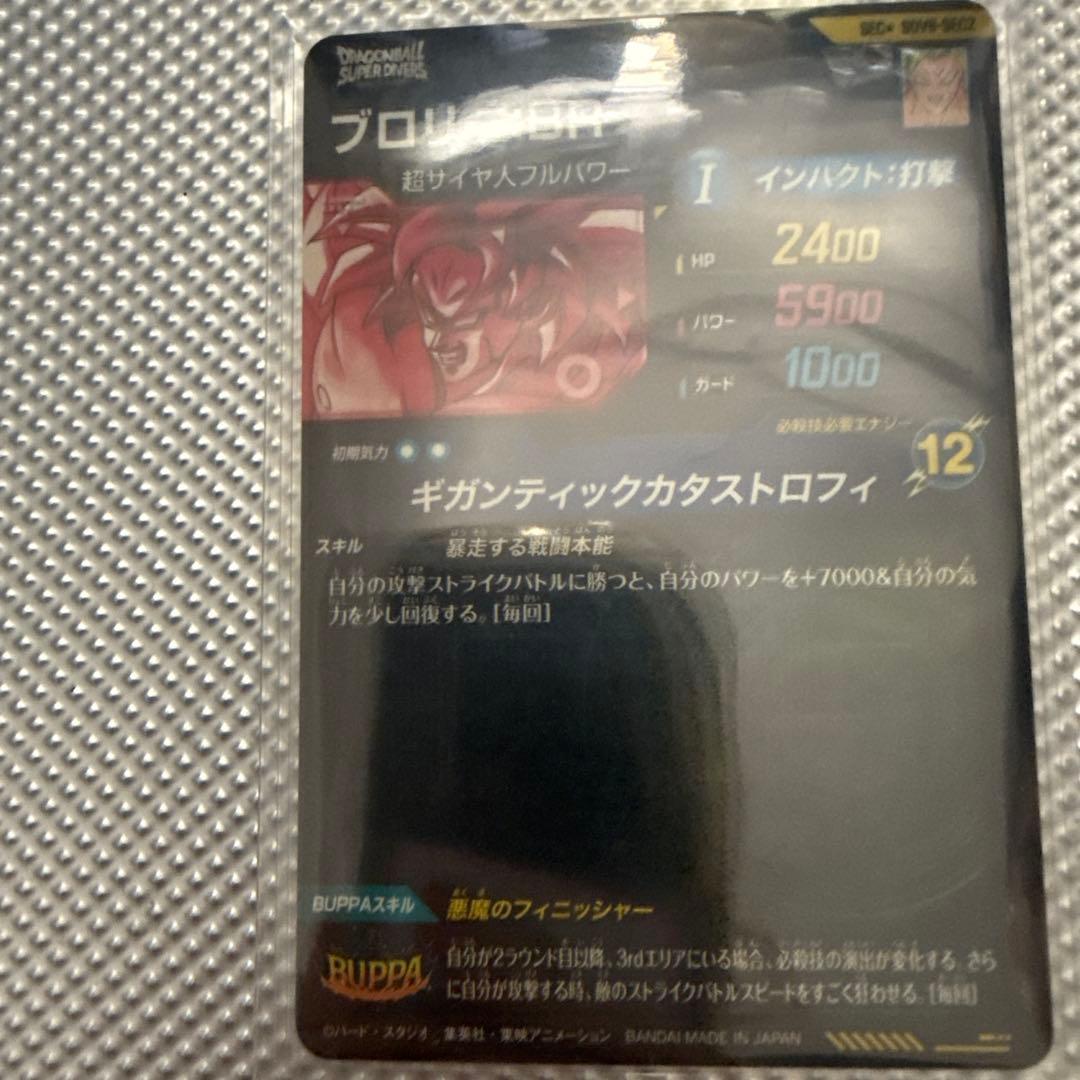 SEC★ SDV6-SEC2
DRAGONBALL
SUPER DIVERS
ブロリー：BR
超サイヤ人フルパワー
I インパクト：打撃
HP 2400
パワー 5900
ガード 1000
必殺技必要エナジー
12
初期気力
ギガンティックカタストロフィ
スキル 暴走する戦闘本能
自分の攻撃ストライクバトルに勝つと、自分のパワーを+7000&自分の気
力を少し回復する。[毎回]
BUPPAスキル 悪魔のフィニッシャー
BUPPA
自分が2ラウンド目以降、3rdエリアにいる場合、必殺技の演出が変化する。さら
に自分が攻撃する時、敵のストライクバトルスピードをすごく狂わせる。[毎回]
©バード・スタジオ／集英社・東映アニメーション BANDAI MADE IN JAPAN